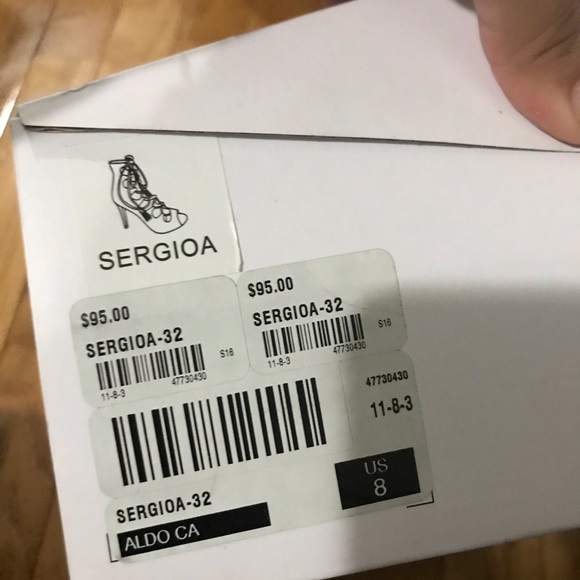 SERGIOA
$95.00
SERGIOA-32
S16
11-8-3
47730430
$95.00
SERGIOA-32
S16
11-8-3
47730430
47730430
11-8-3
SERGIOA-32
ALDO CA
US
8